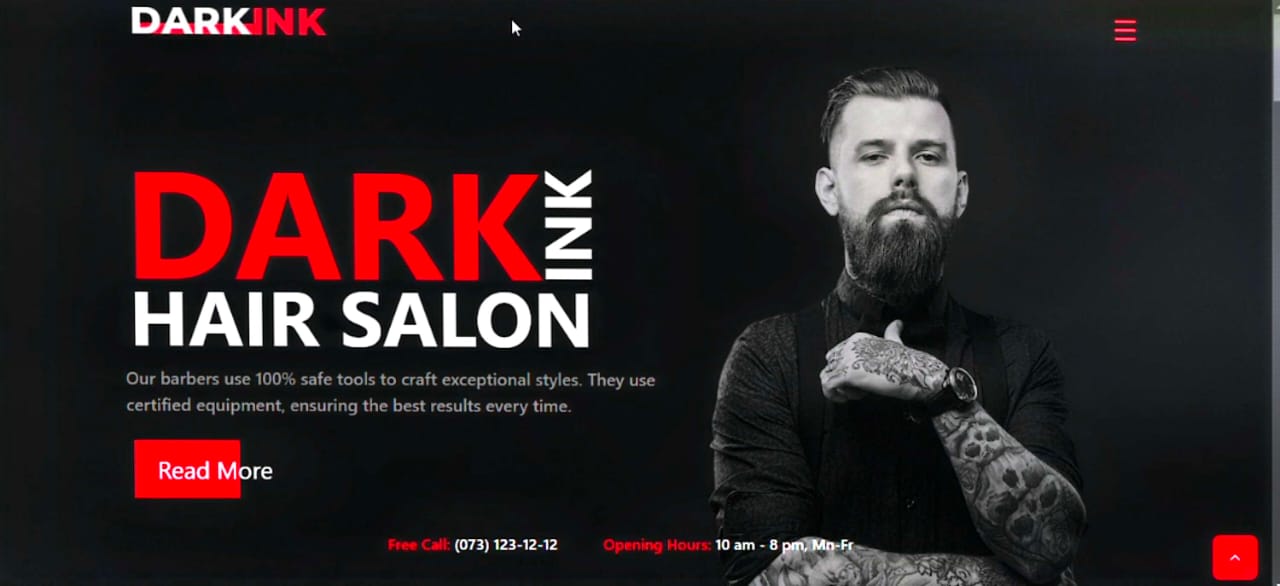 DARKINK
DARK INK
HAIR SALON
Our barbers use 100% safe tools to craft exceptional styles. They use
certified equipment, ensuring the best results every time.
Read More
Free Call: (073) 123-12-12 Opening Hours: 10 am - 8 pm, Mn-Fr